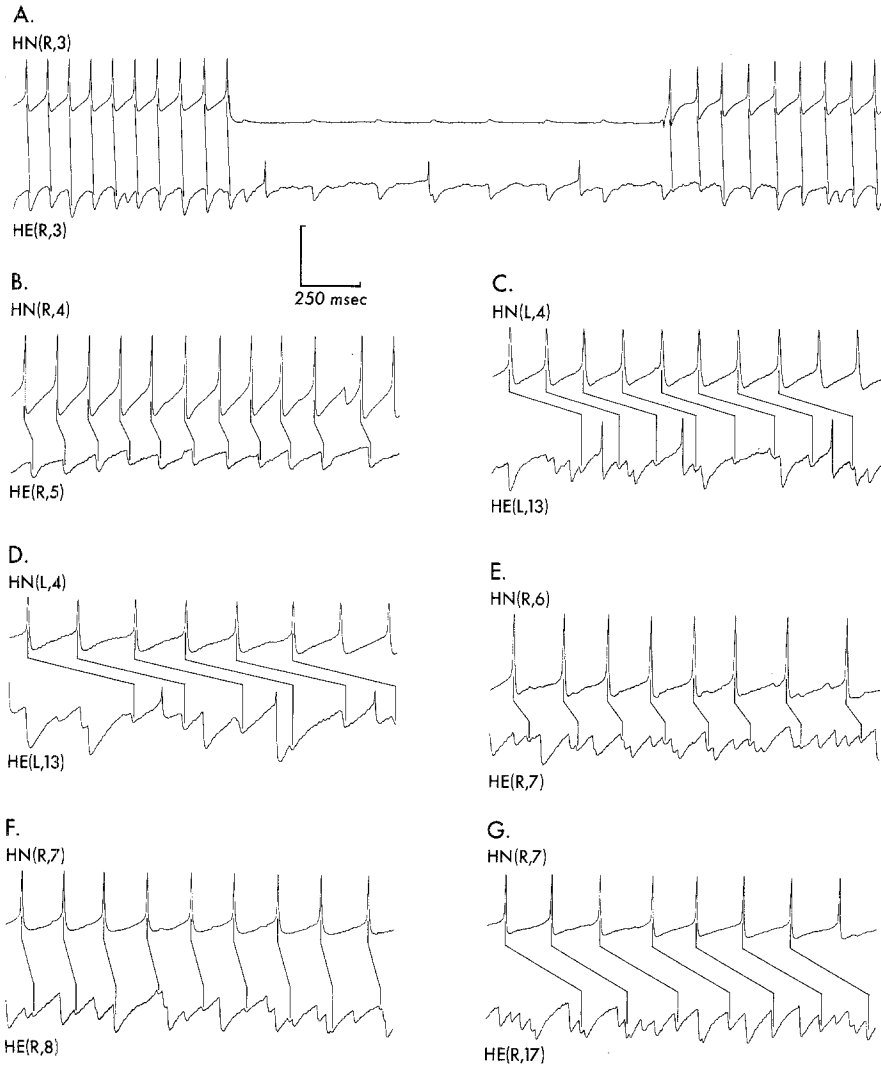 A.
HN(R,3)
HE(R,3)
250 msec
B.
HN(R,4)
HE(R,5)
C.
HN(L,4)
HE(L,13)
D.
HN(L,4)
HE(L,13)
E.
HN(R,6)
HE(R,7)
F.
HN(R,7)
HE(R,8)
G.
HN(R,7)
HE(R,17)